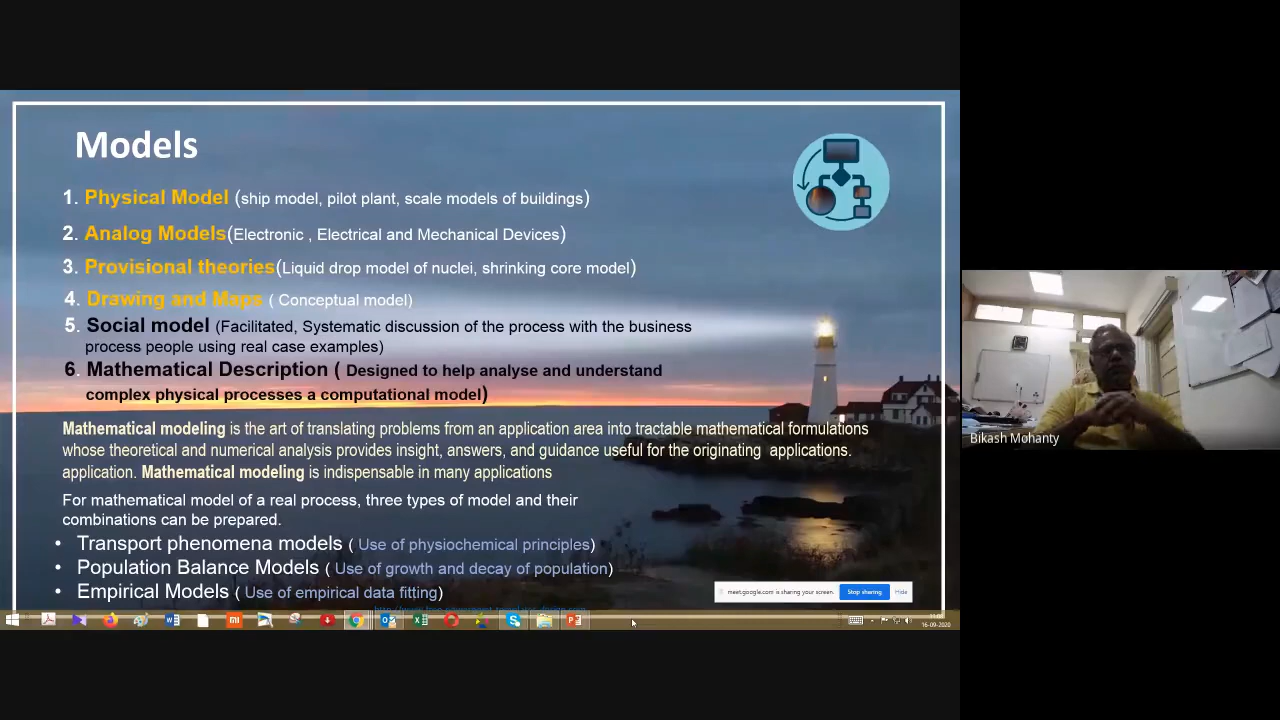 Models
1. Physical Model (ship model, pilot plant, scale models of buildings)
2. Analog Models(Electronic , Electrical and Mechanical Devices)
3. Provisional theories(Liquid drop model of nuclei, shrinking core model)
4. Drawing and Maps ( Conceptual model)
5. Social model (Facilitated, Systematic discussion of the process with the business
process people using real case examples)
6. Mathematical Description ( Designed to help analyse and understand
complex physical processes a computational model)
Mathematical modeling is the art of translating problems from an application area into tractable mathematical formulations
whose theoretical and numerical analysis provides insight, answers, and guidance useful for the originating applications.
application. Mathematical modeling is indispensable in many applications
For mathematical model of a real process, three types of model and their
combinations can be prepared.
• Transport phenomena models ( Use of physiochemical principles)
• Population Balance Models ( Use of growth and decay of population)
• Empirical Models ( Use of empirical data fitting)
meet.google.com is sharing your screen. Stop sharing Hide
16-09-2020
Bikash Mohanty